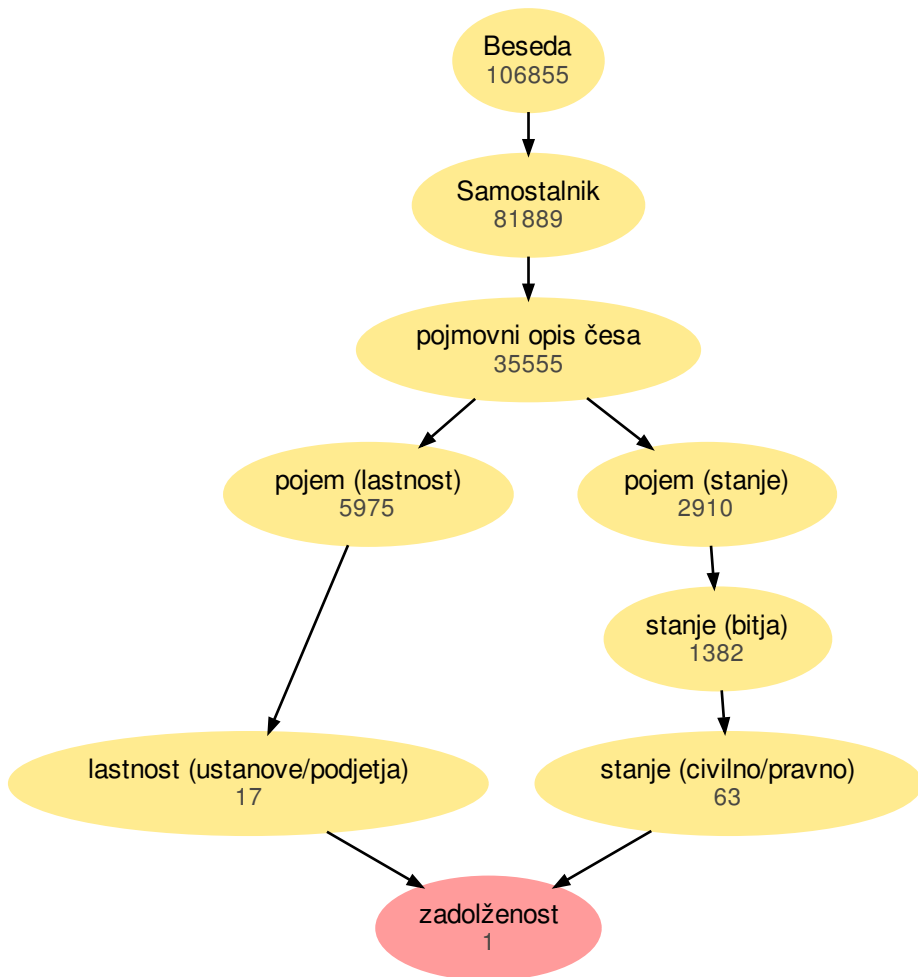 Beseda
106855
Samostalnik
81889
pojmovni opis česa
35555
pojem (lastnost)
5975
pojem (stanje)
2910
stanje (bitja)
1382
lastnost (ustanove/podjetja)
17
stanje (civilno/pravno)
63
zadolženost
1